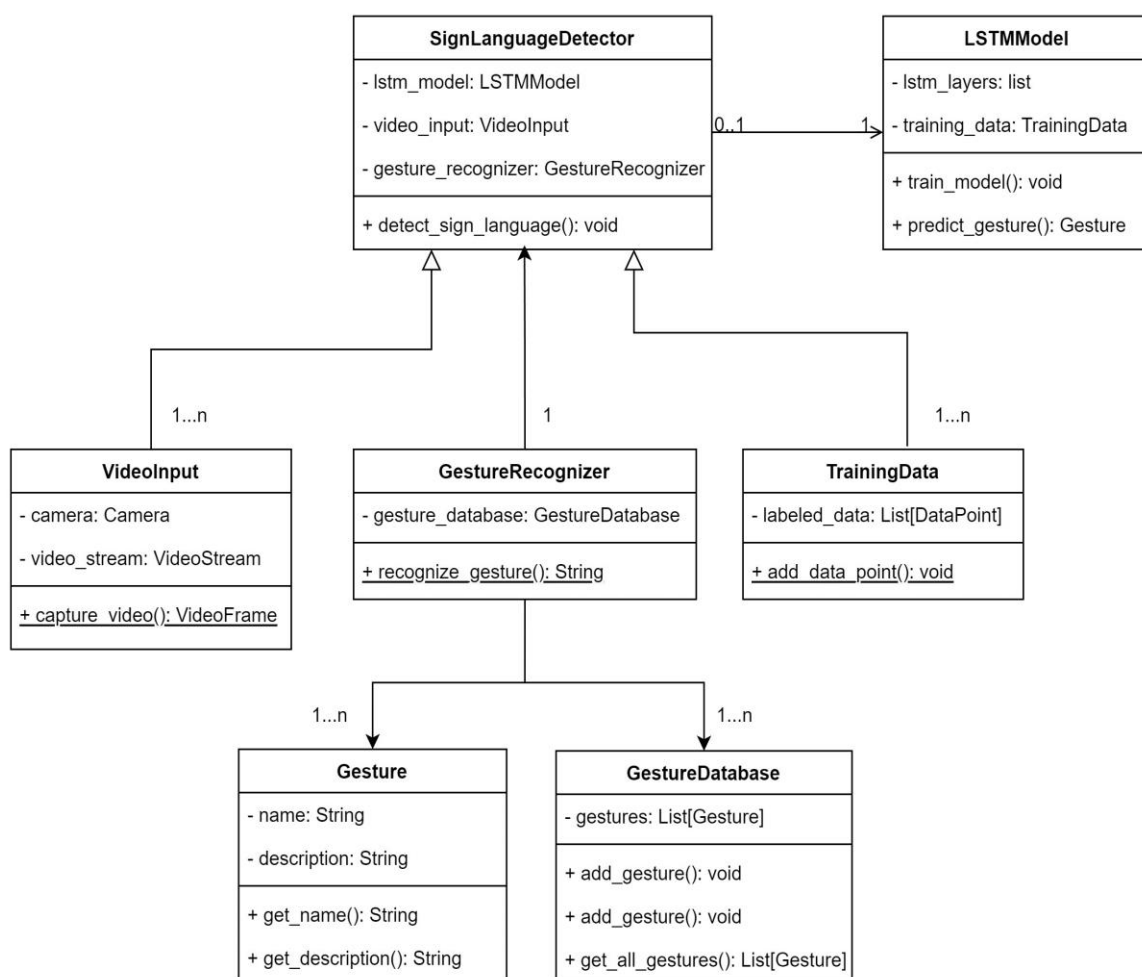 SignLanguageDetector
- lstm_model: LSTMModel
- video_input: VideoInput
- gesture_recognizer: GestureRecognizer
+ detect_sign_language(): void
0..1
1
LSTMModel
- lstm_layers: list
- training_data: TrainingData
+ train_model(): void
+ predict_gesture(): Gesture
1...n
1
1...n
VideoInput
- camera: Camera
- video_stream: VideoStream
+ capture_video(): VideoFrame
GestureRecognizer
- gesture_database: GestureDatabase
+ recognize_gesture(): String
TrainingData
- labeled_data: List[DataPoint]
+ add_data_point(): void
1...n
1...n
Gesture
- name: String
- description: String
+ get_name(): String
+ get_description(): String
GestureDatabase
- gestures: List[Gesture]
+ add_gesture(): void
+ add_gesture(): void
+ get_all_gestures(): List[Gesture]